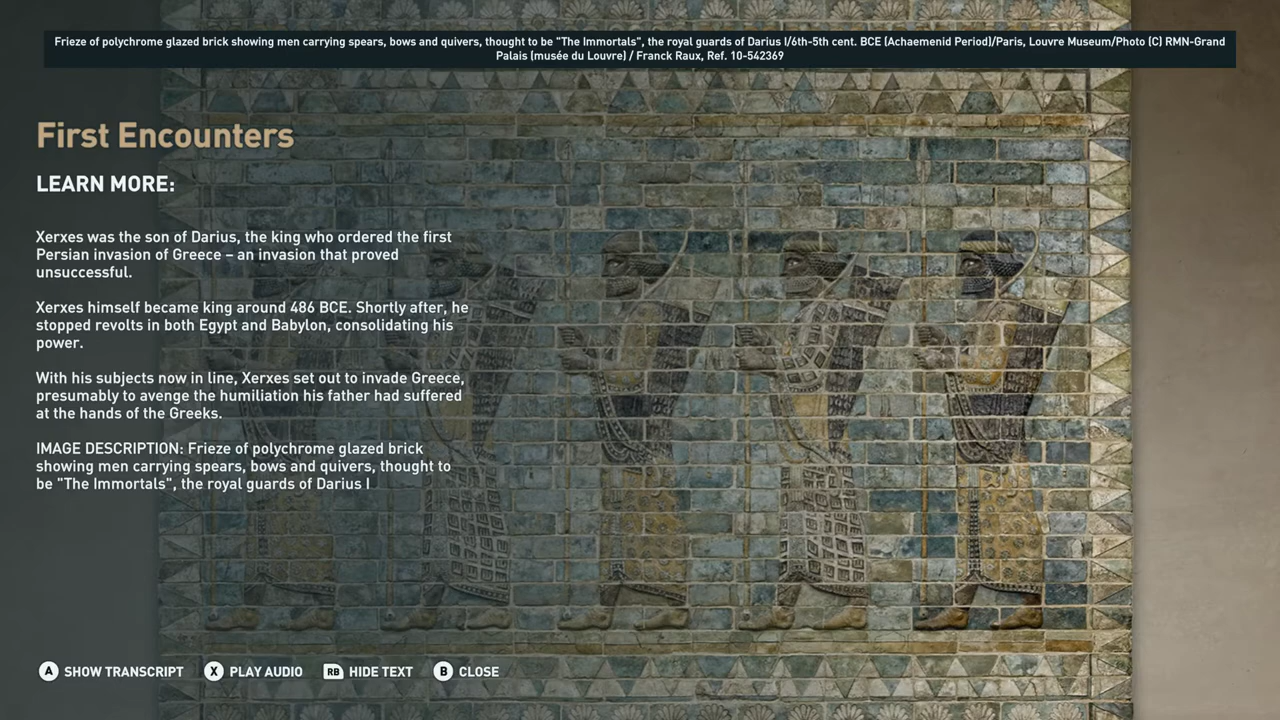 Frieze of polychrome glazed brick showing men carrying spears, bows and quivers, thought to be "The Immortals", the royal guards of Darius I/6th-5th cent. BCE (Achaemenid Period)/Paris, Louvre Museum/Photo (C) RMN-Grand
Palais (musée du Louvre) / Franck Raux, Ref. 10-542369
First Encounters
LEARN MORE:
Xerxes was the son of Darius, the king who ordered the first
Persian invasion of Greece – an invasion that proved
unsuccessful.
Xerxes himself became king around 486 BCE. Shortly after, he
stopped revolts in both Egypt and Babylon, consolidating his
power.
With his subjects now in line, Xerxes set out to invade Greece,
presumably to avenge the humiliation his father had suffered
at the hands of the Greeks.
IMAGE DESCRIPTION: Frieze of polychrome glazed brick
showing men carrying spears, bows and quivers, thought to
be "The Immortals", the royal guards of Darius I
A SHOW TRANSCRIPT X PLAY AUDIO RB HIDE TEXT B CLOSE